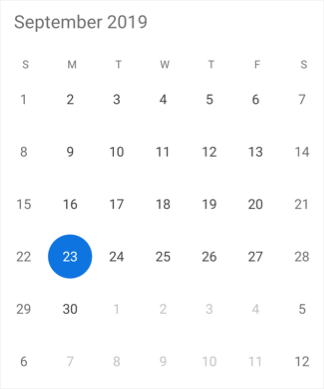 September 2019
S M T W T F S
1 2 3 4 5 6 7
8 9 10 11 12 13 14
15 16 17 18 19 20 21
22 23 24 25 26 27 28
29 30 1 2 3 4 5
6 7 8 9 10 11 12